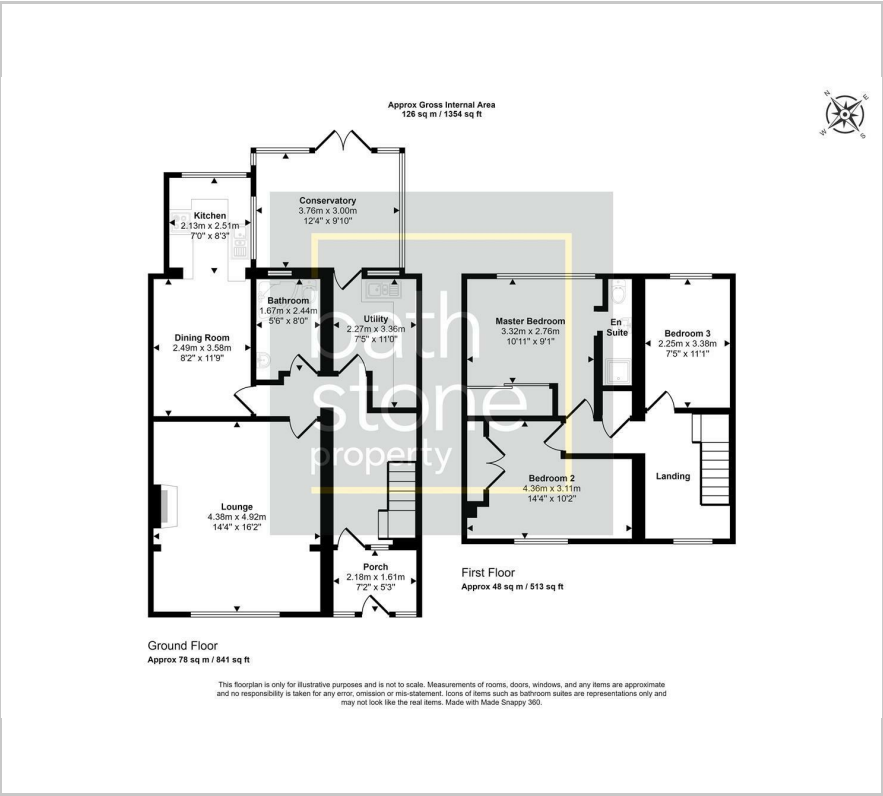 Approx Gross Internal Area
126 sq m / 1354 sq ft
N
E
S
W
Kitchen
2.13m x 2.51m
7'0" x 8'3"
Conservatory
3.76m x 3.00m
12'4" x 9'10"
Bathroom
1.67m x 2.44m
5'6" x 8'0"
Utility
2.27m x 3.36m
7'5" x 11'0"
Dining Room
2.49m x 3.58m
8'2" x 11'9"
Lounge
4.38m x 4.92m
14'4" x 16'2"
Porch
2.18m x 1.61m
7'2" x 5'3"
Master Bedroom
3.32m x 2.76m
10'11" x 9'1"
En
Suite
Bedroom 3
2.25m x 3.38m
7'5" x 11'1"
Bedroom 2
4.36m x 3.11m
14'4" x 10'2"
Landing
bath
stone
property
First Floor
Approx 48 sq m / 513 sq ft
Ground Floor
Approx 78 sq m / 841 sq ft
This floorplan is only for illustrative purposes and is not to scale. Measurements of rooms, doors, windows, and any items are approximate
and no responsibility is taken for any error, omission or mis-statement. Icons of items such as bathroom suites are representations only and
may not look like the real items. Made with Made Snappy 360.